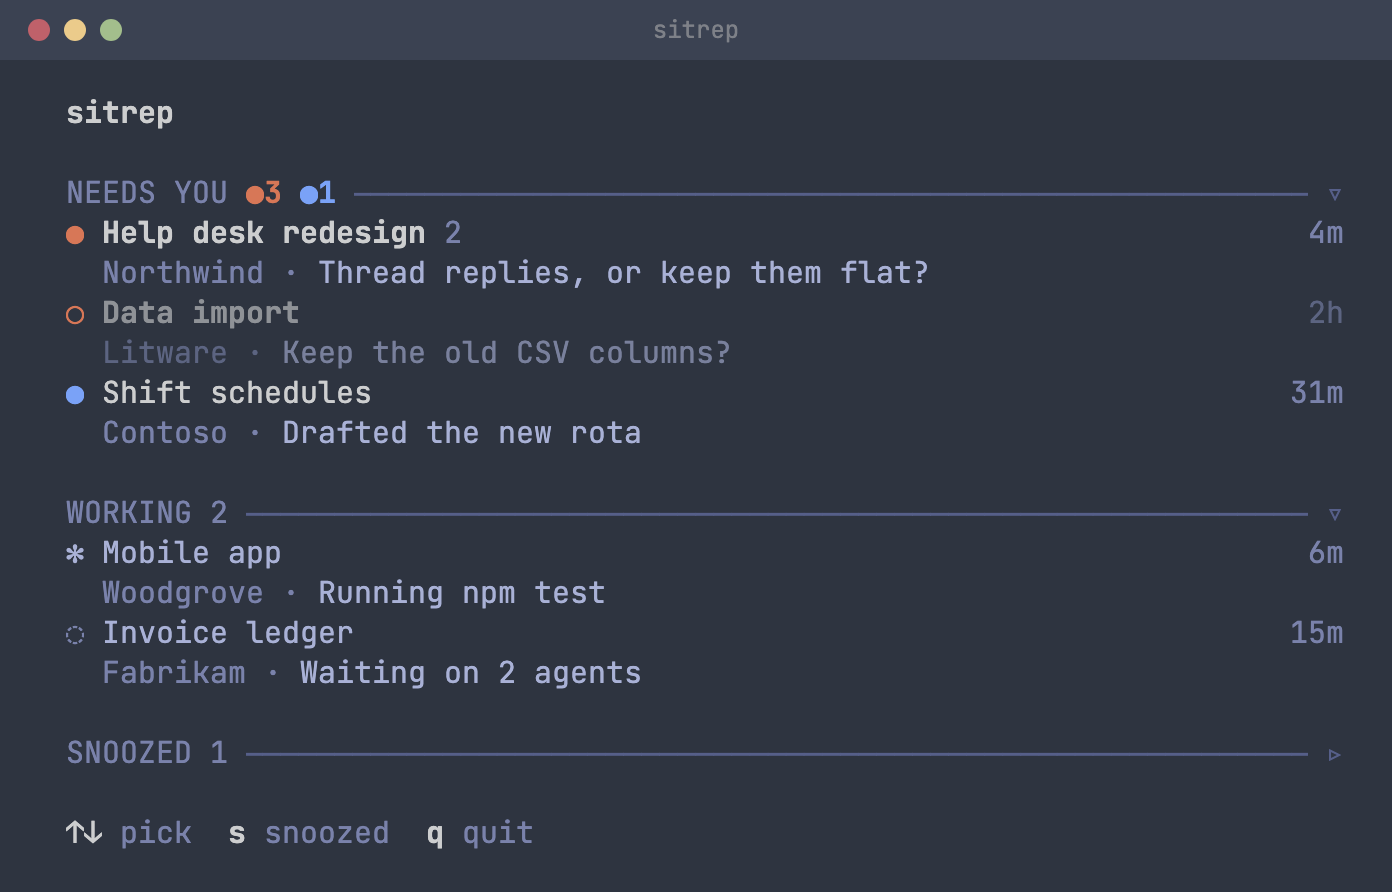 sitrep
sitrep
NEEDS YOU ●3 ●1 ▿
● Help desk redesign 2 4m
Northwind · Thread replies, or keep them flat?
○ Data import 2h
Litware · Keep the old CSV columns?
● Shift schedules 31m
Contoso · Drafted the new rota
WORKING 2 ▿
✻ Mobile app 6m
Woodgrove · Running npm test
◌ Invoice ledger 15m
Fabrikam · Waiting on 2 agents
SNOOZED 1 ▹
↑↓ pick s snoozed q quit